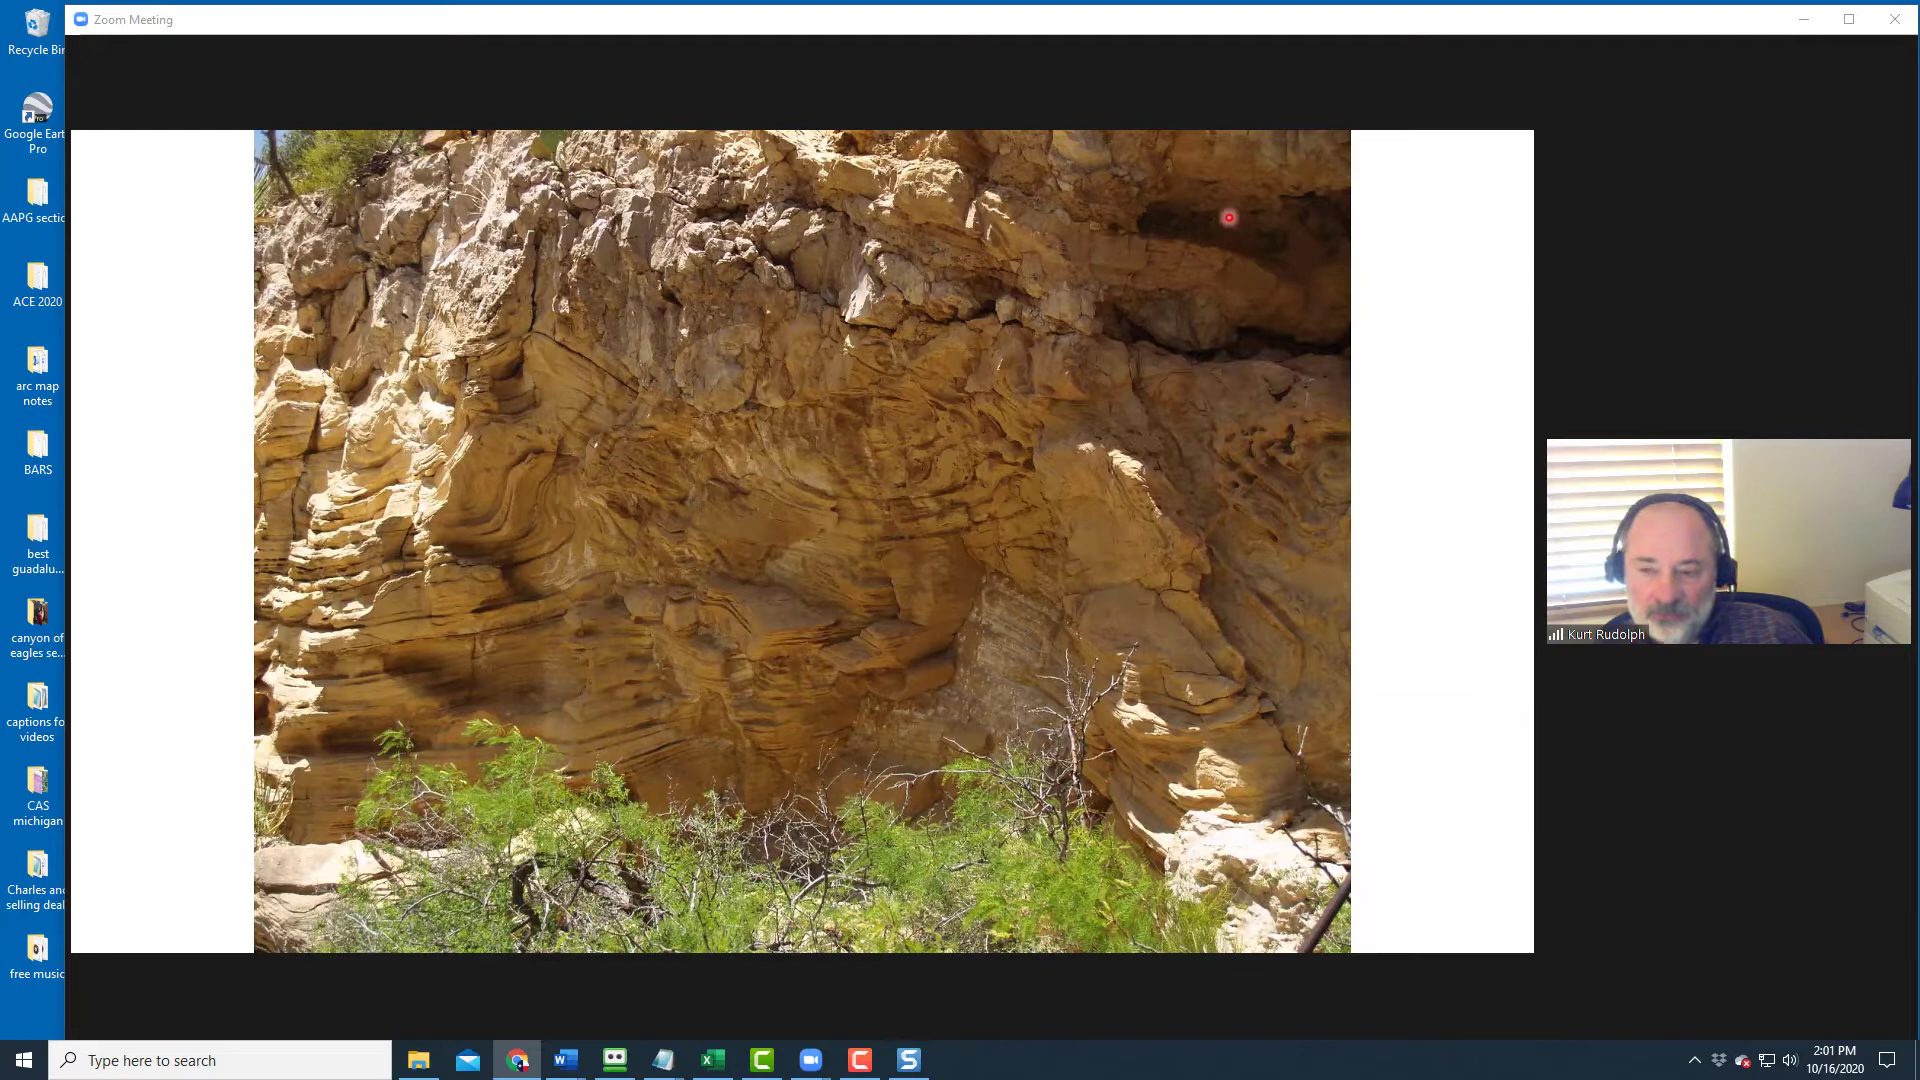 Zoom Meeting
Recycle Bin
Google Eart
Pro
AAPG sectic
ACE 2020
arc map
notes
BARS
best
guadalu...
canyon of
eagles se...
captions fo
videos
CAS
michigan
Charles and
selling deal
free music
Kurt Rudolph
Type here to search
2:01 PM
10/16/2020